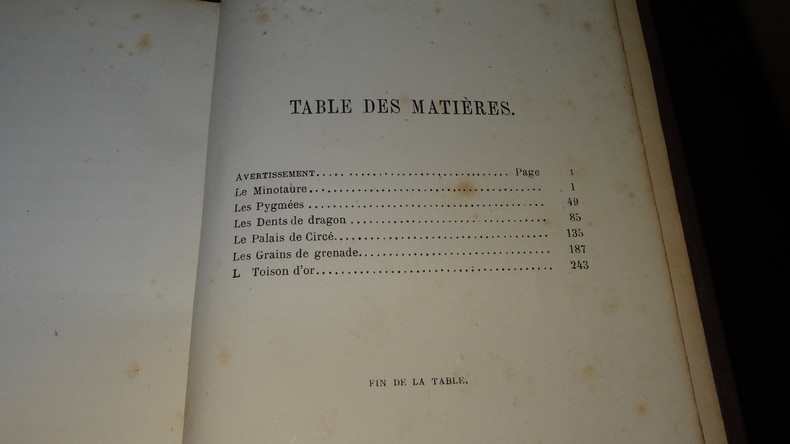 TABLE DES MATIÈRES.
AVERTISSEMENT..... .......................... Page 1
Le Minotaure..................................... 1
Les Pygmées ..................................... 49
Les Dents de dragon ............................... 85
Le Palais de Circé................................. 135
Les Grains de grenade.............................. 187
L Toison d'or..................................... 243
FIN DE LA TABLE.